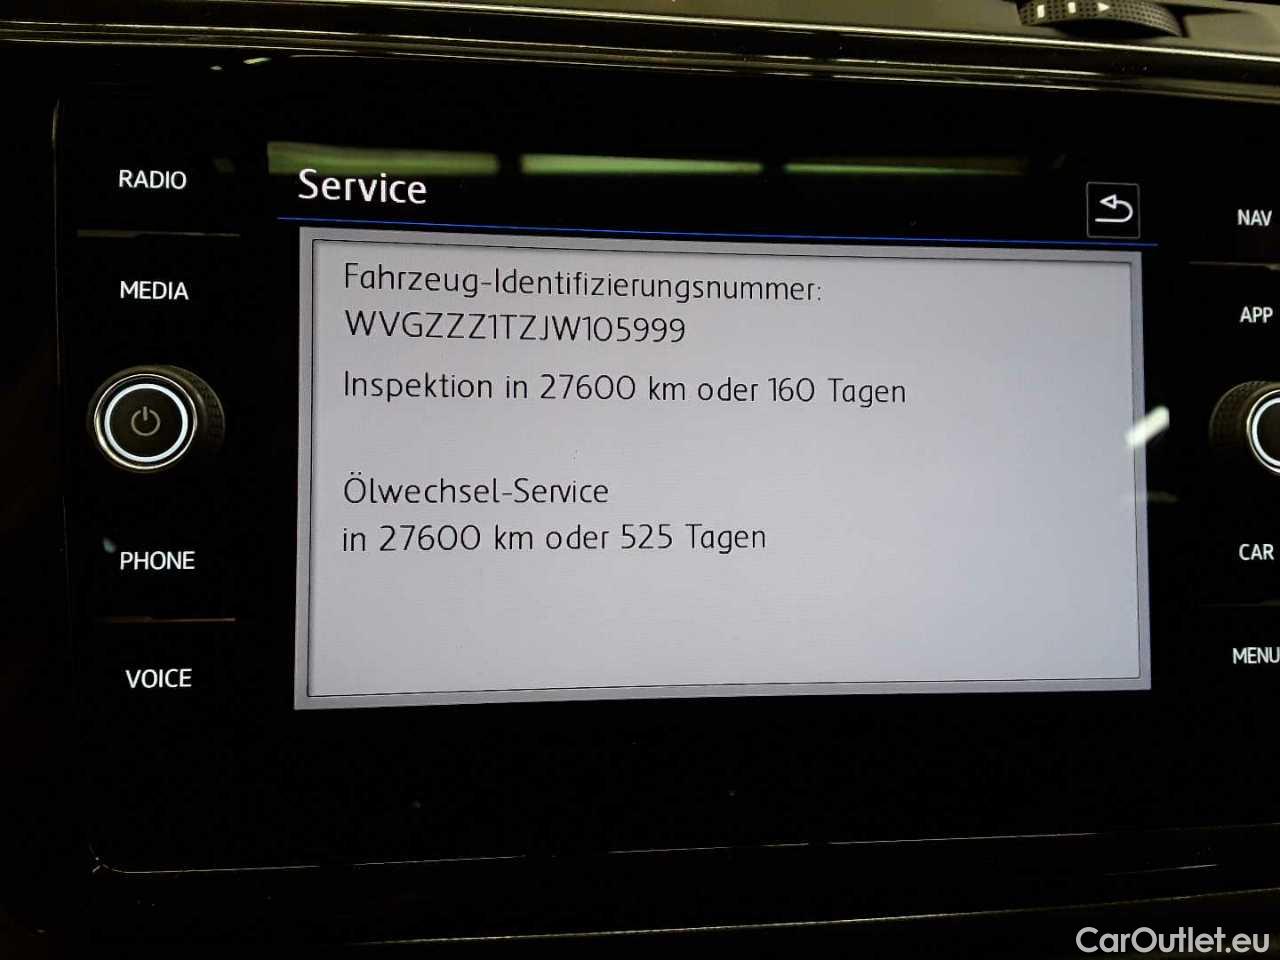 RADIO
MEDIA
PHONE
VOICE
Service
Fahrzeug-Identifizierungsnummer:
WVGZZZ1TZJW105999
Inspektion in 27600 km oder 160 Tagen
Ölwechsel-Service
in 27600 km oder 525 Tagen
NAV
APP
CAR
MENU
CarOutlet.eu